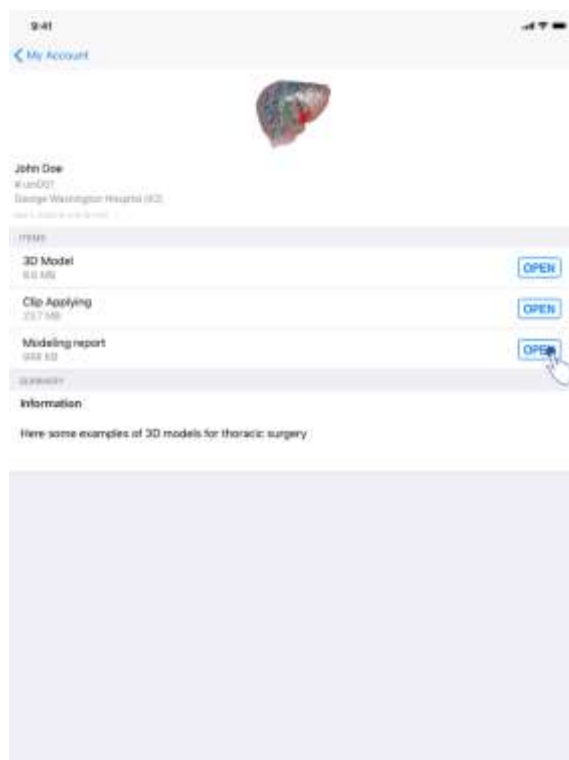 9:41
My Account
John Doe
George Washington Hospital
ITEMS
3D Model
OPEN
Clip Applying
OPEN
Modeling report
OPEN
SUMMARY
Information
Here some examples of 3D models for thoracic surgery